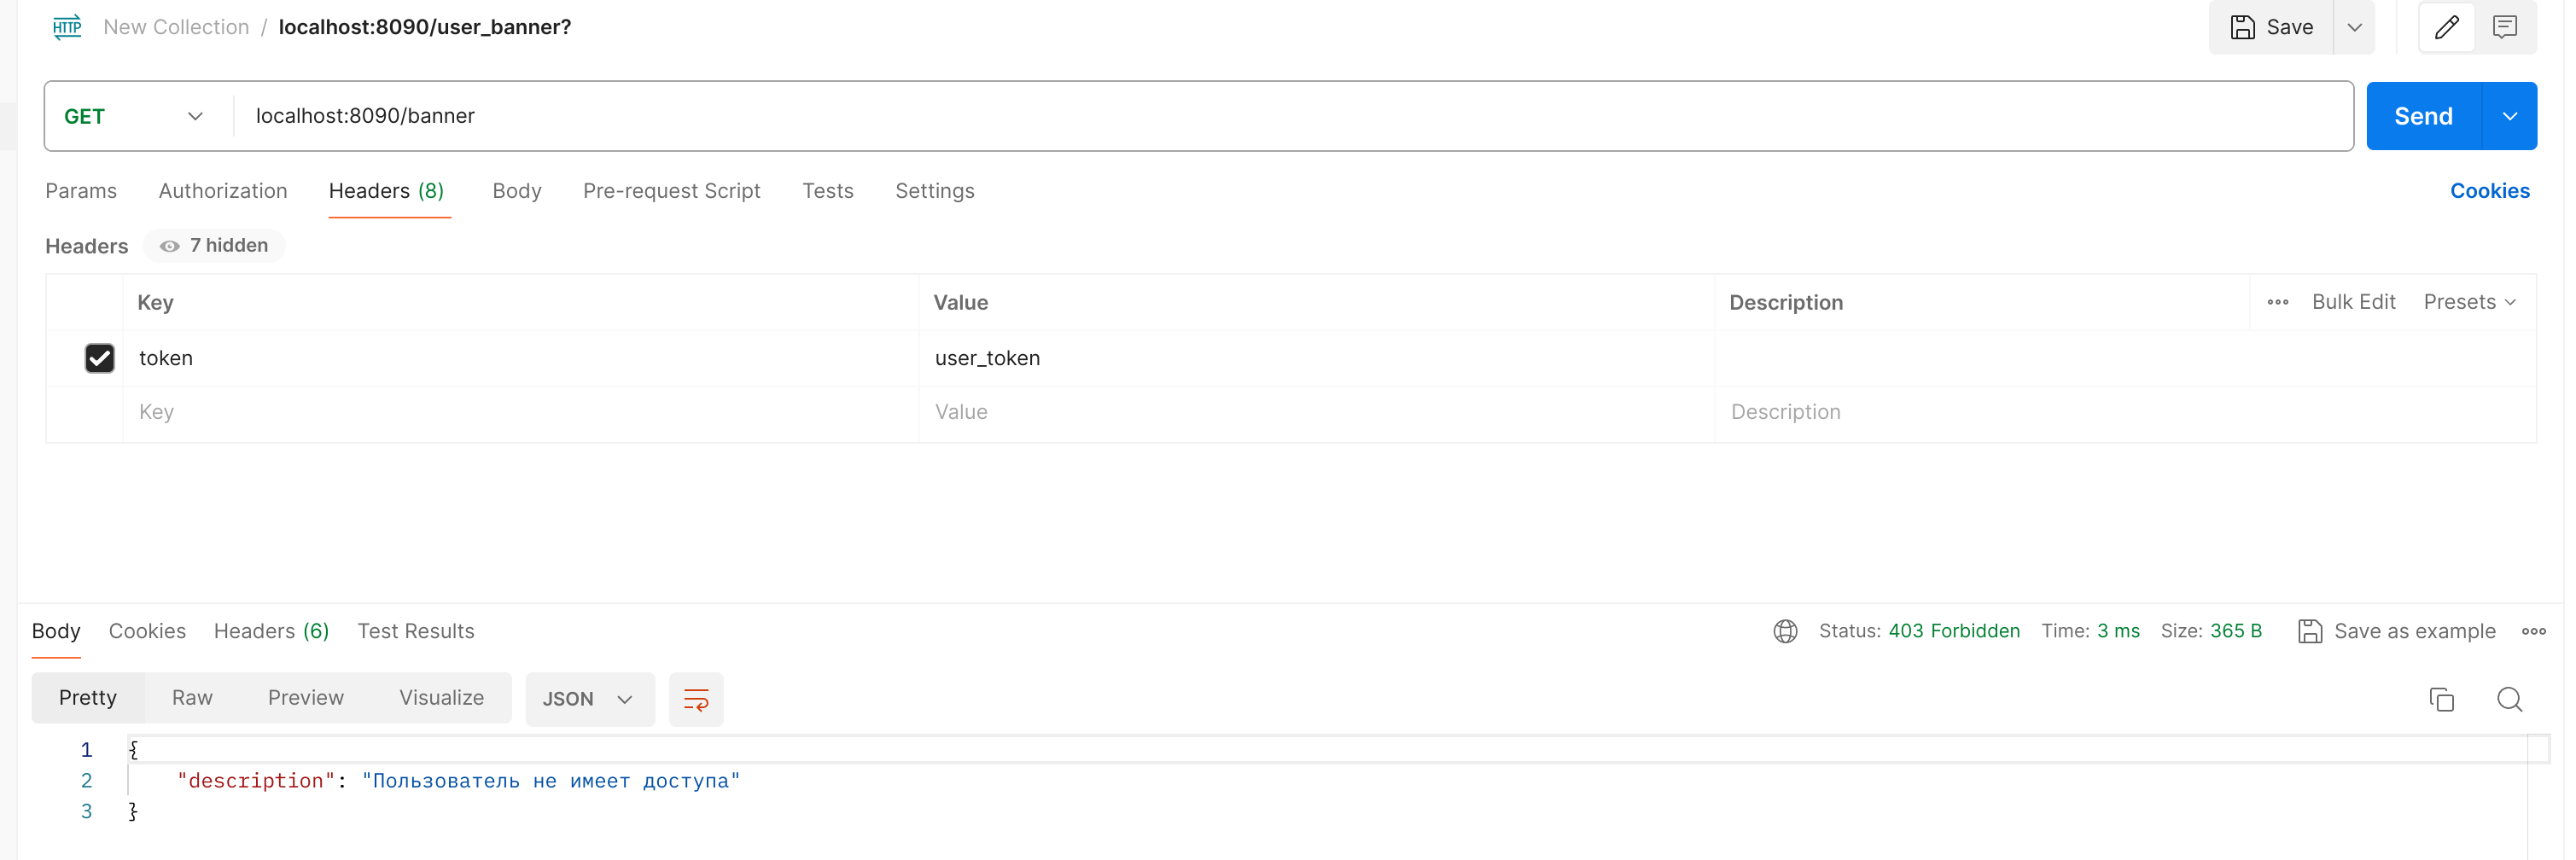 HTTP New Collection / localhost:8090/user_banner? Save
GET localhost:8090/banner Send
Params Authorization Headers (8) Body Pre-request Script Tests Settings Cookies
Headers 7 hidden
Key Value Description Bulk Edit Presets
token user_token
Key Value Description
Body Cookies Headers (6) Test Results Status: 403 Forbidden Time: 3 ms Size: 365 B Save as example
Pretty Raw Preview Visualize JSON
1 {
2 "description": "Пользователь не имеет доступа"
3 }